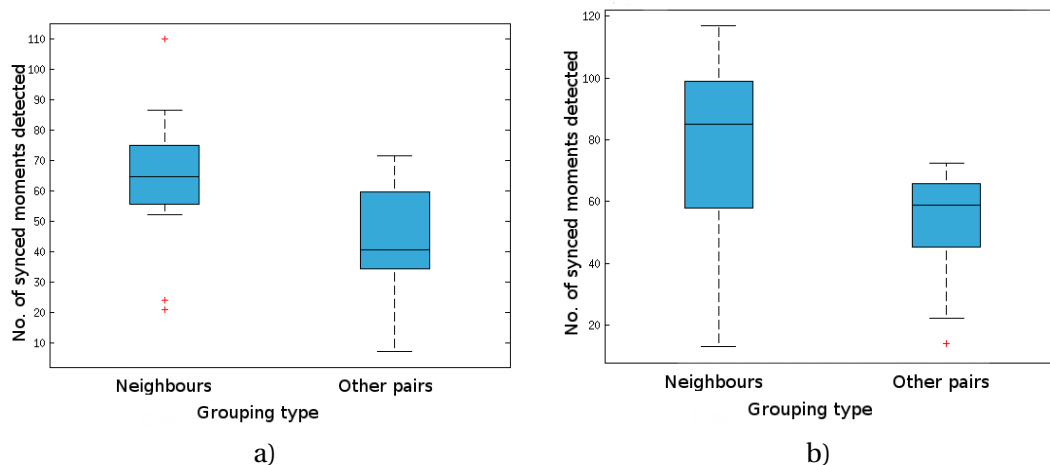 No. of synced moments detected
110
100
90
80
70
60
50
40
30
20
10
Neighbours Other pairs
Grouping type
a)
No. of synced moments detected
120
100
80
60
40
20
Neighbours Other pairs
Grouping type
b)